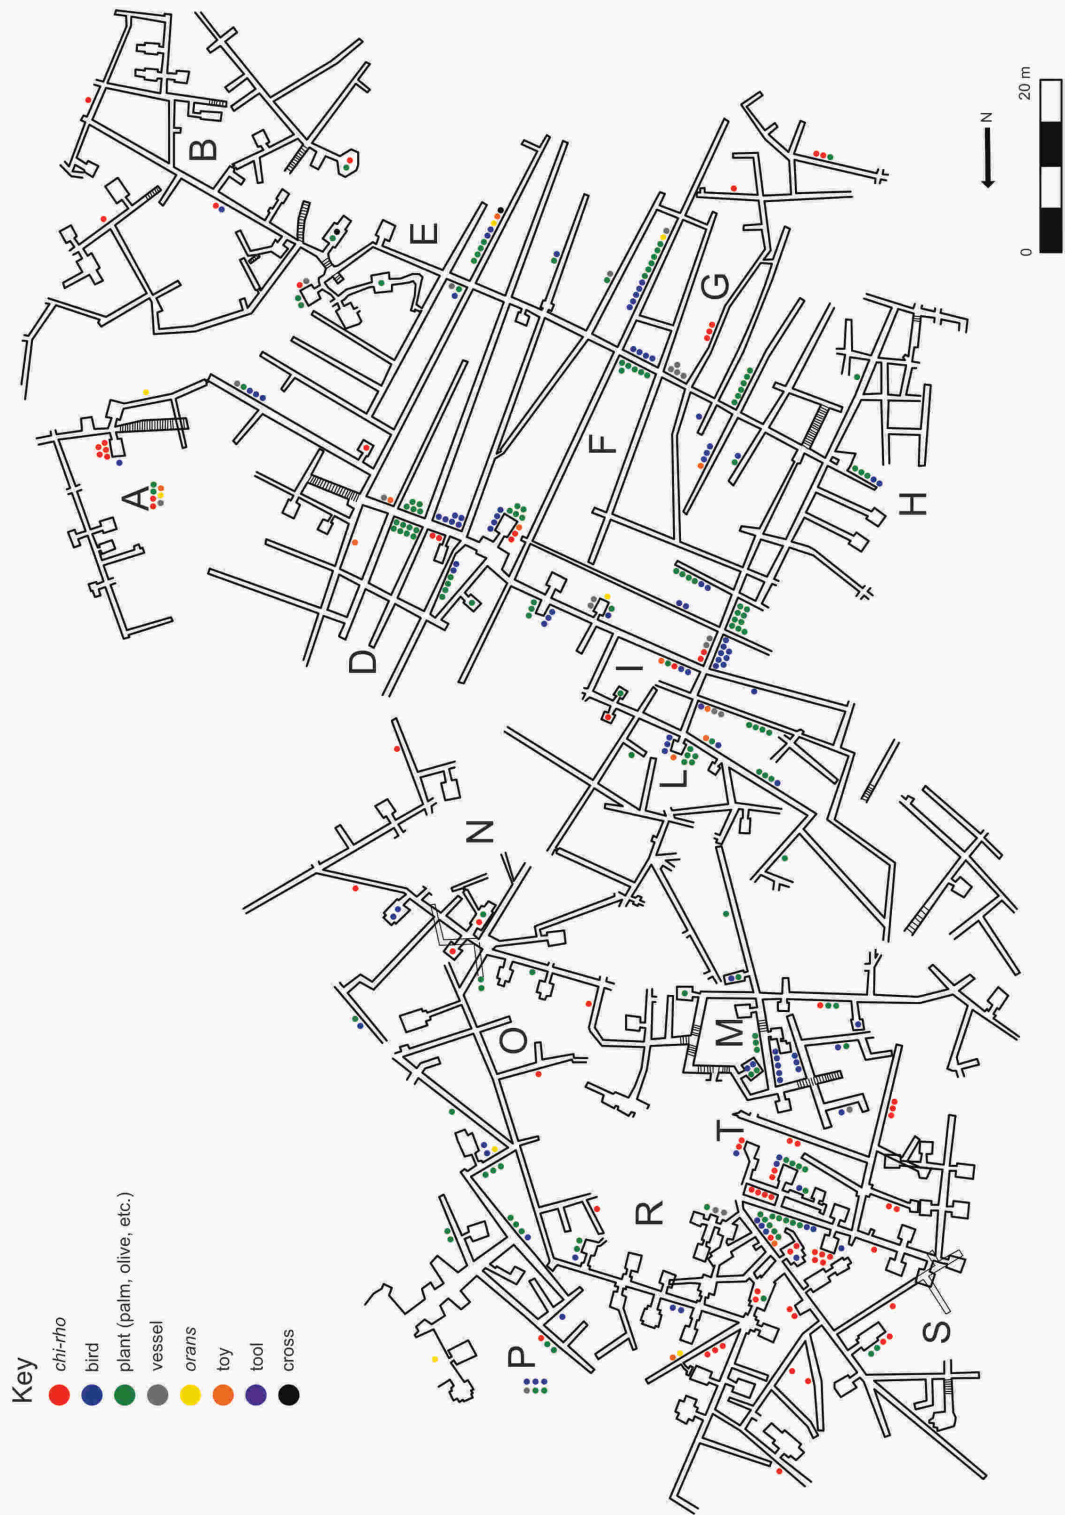 Key
chi-rho
bird
plant (palm, olive, etc.)
vessel
orans
toy
tool
cross
A
B
D
E
F
G
H
I
L
M
N
O
P
R
S
T
N
0
20 m